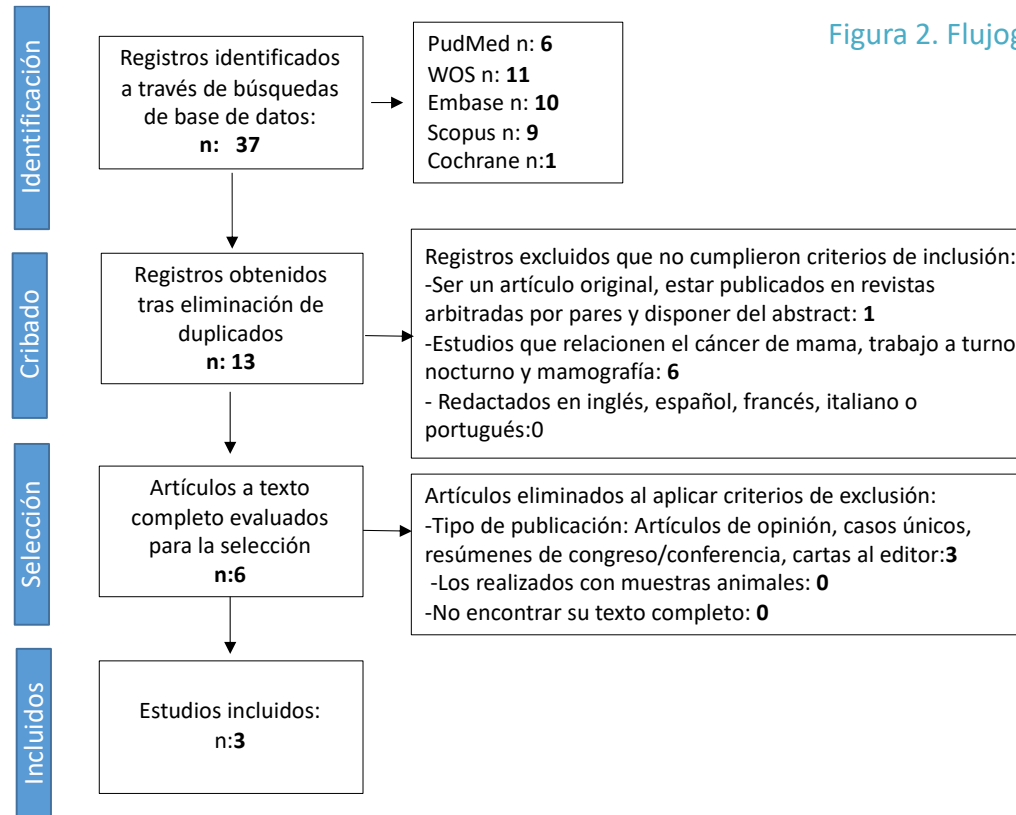 Figura 2. Flujog
Identificación
Registros identificados
a través de búsquedas
de base de datos:
n: 37
PudMed n: 6
WOS n: 11
Embase n: 10
Scopus n: 9
Cochrane n:1
Cribado
Registros obtenidos
tras eliminación de
duplicados
n: 13
Registros excluidos que no cumplieron criterios de inclusión:
-Ser un artículo original, estar publicados en revistas
arbitradas por pares y disponer del abstract: 1
-Estudios que relacionen el cáncer de mama, trabajo a turno
nocturno y mamografía: 6
- Redactados en inglés, español, francés, italiano o
portugués:0
Selección
Artículos a texto
completo evaluados
para la selección
n:6
Artículos eliminados al aplicar criterios de exclusión:
-Tipo de publicación: Artículos de opinión, casos únicos,
resúmenes de congreso/conferencia, cartas al editor:3
-Los realizados con muestras animales: 0
-No encontrar su texto completo: 0
Incluidos
Estudios incluidos:
n:3